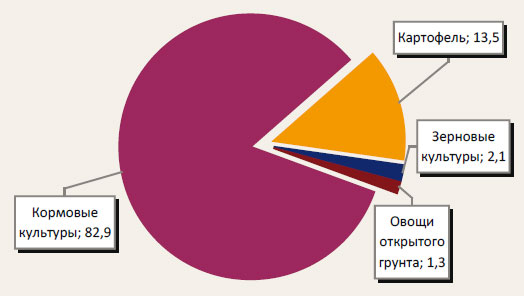 Картофель; 13,5
Зерновые
культуры; 2,1
Овощи
открытого
грунта; 1,3
Кормовые
культуры; 82,9